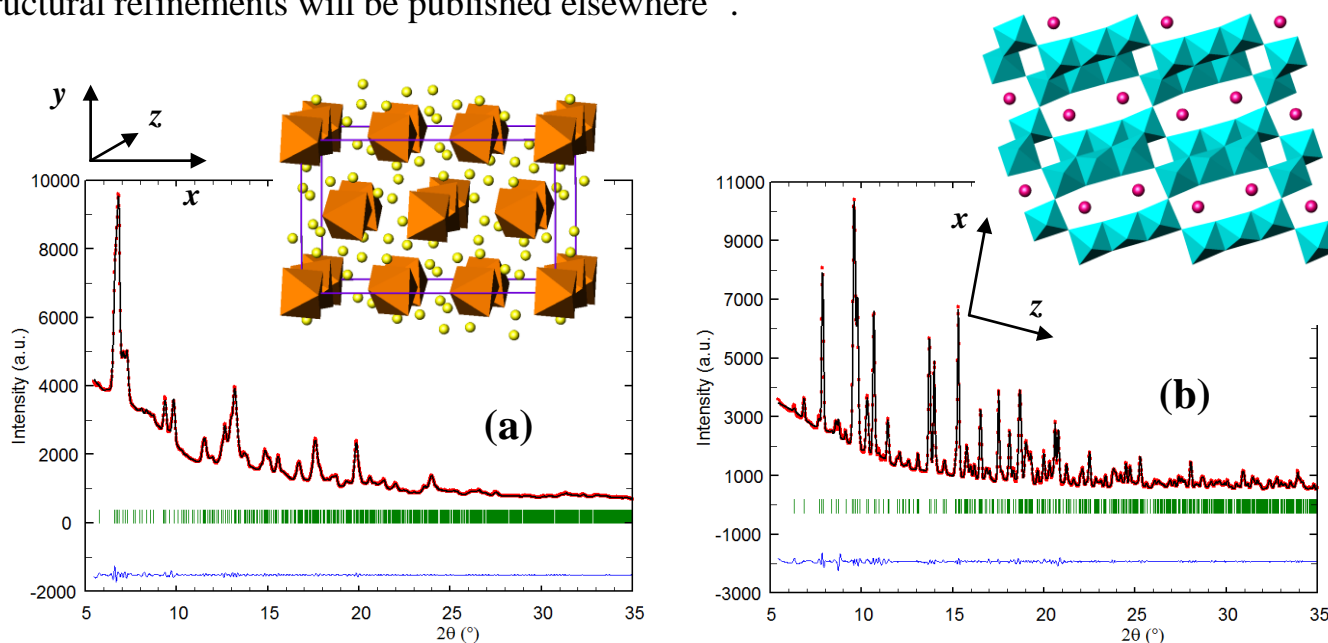 ructural refinements will be published elsewhere .
y
z
x
10000
8000
6000
4000
2000
0
-2000
Intensity (a.u.)
(a)
5 10 15 20 25 30 35
2θ (°)
11000
9000
7000
5000
3000
1000
-1000
-3000
Intensity (a.u.)
x
z
(b)
5 10 15 20 25 30 35
2θ (°)